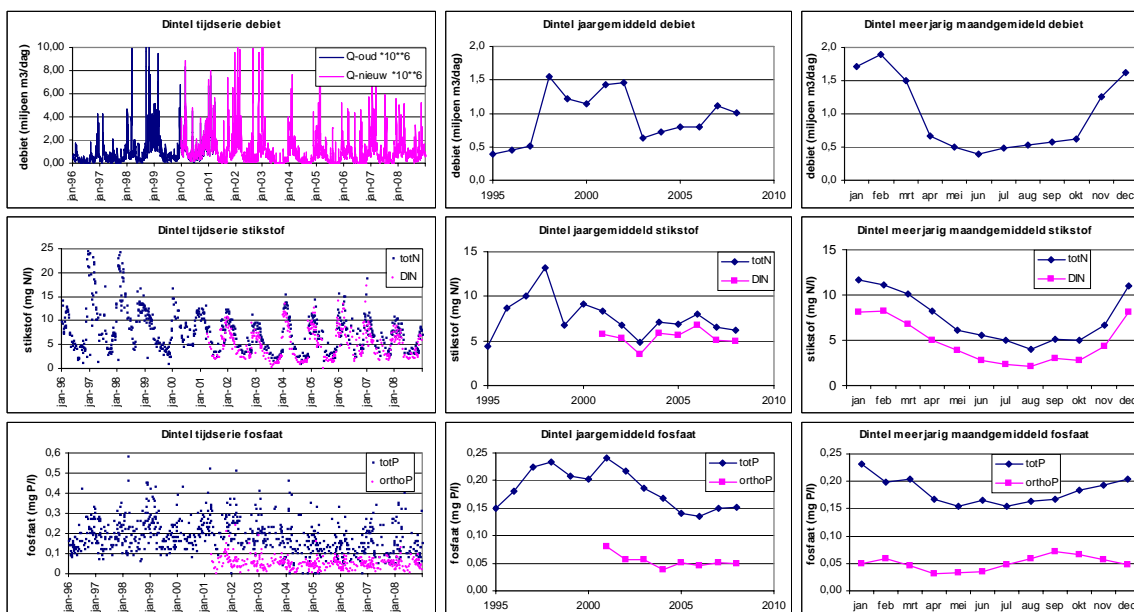 Dintel tijdserie debiet
debiet (miljoen m3/dag)
10,00
8,00
6,00
4,00
2,00
0,00
Q-oud *10**6
Q-nieuw *10**6
jan-96
jan-97
jan-98
jan-99
jan-00
jan-01
jan-02
jan-03
jan-04
jan-05
jan-06
jan-07
jan-08
Dintel jaargemiddeld debiet
debiet (miljoen m3/dag)
2,0
1,5
1,0
0,5
0,0
1995
2000
2005
2010
Dintel meerjarig maandgemideld debiet
debiet (miljoen m3/dag)
2,0
1,5
1,0
0,5
0,0
jan
feb
mrt
apr
mei
jun
jul
aug
sep
okt
nov
dec
Dintel tijdserie stikstof
stikstof (mg N/l)
25
20
15
10
5
0
totN
DIN
jan-96
jan-97
jan-98
jan-99
jan-00
jan-01
jan-02
jan-03
jan-04
jan-05
jan-06
jan-07
jan-08
Dintel jaargemiddeld stikstof
stikstof (mg N/l)
15
10
5
0
totN
DIN
1995
2000
2005
2010
Dintel meerjarig maandgemiddeld stikstof
stikstof (mg N/l)
15
10
5
0
totN
DIN
jan
feb
mrt
apr
mei
jun
jul
aug
sep
okt
nov
dec
Dintel tijdserie fosfaat
fosfaat (mg P/l)
0,6
0,5
0,4
0,3
0,2
0,1
0
totP
orthoP
jan-96
jan-97
jan-98
jan-99
jan-00
jan-01
jan-02
jan-03
jan-04
jan-05
jan-06
jan-07
jan-08
Dintel jaargemiddeld fosfaat
fosfaat (mg P/l)
0,25
0,20
0,15
0,10
0,05
0,00
totP
orthoP
1995
2000
2005
2010
Dintel meerjarig maandgemiddeld fosfaat
fosfaat (mg P/l)
0,25
0,20
0,15
0,10
0,05
0,00
totP
orthoP
jan
feb
mrt
apr
mei
jun
jul
aug
sep
okt
nov
dec